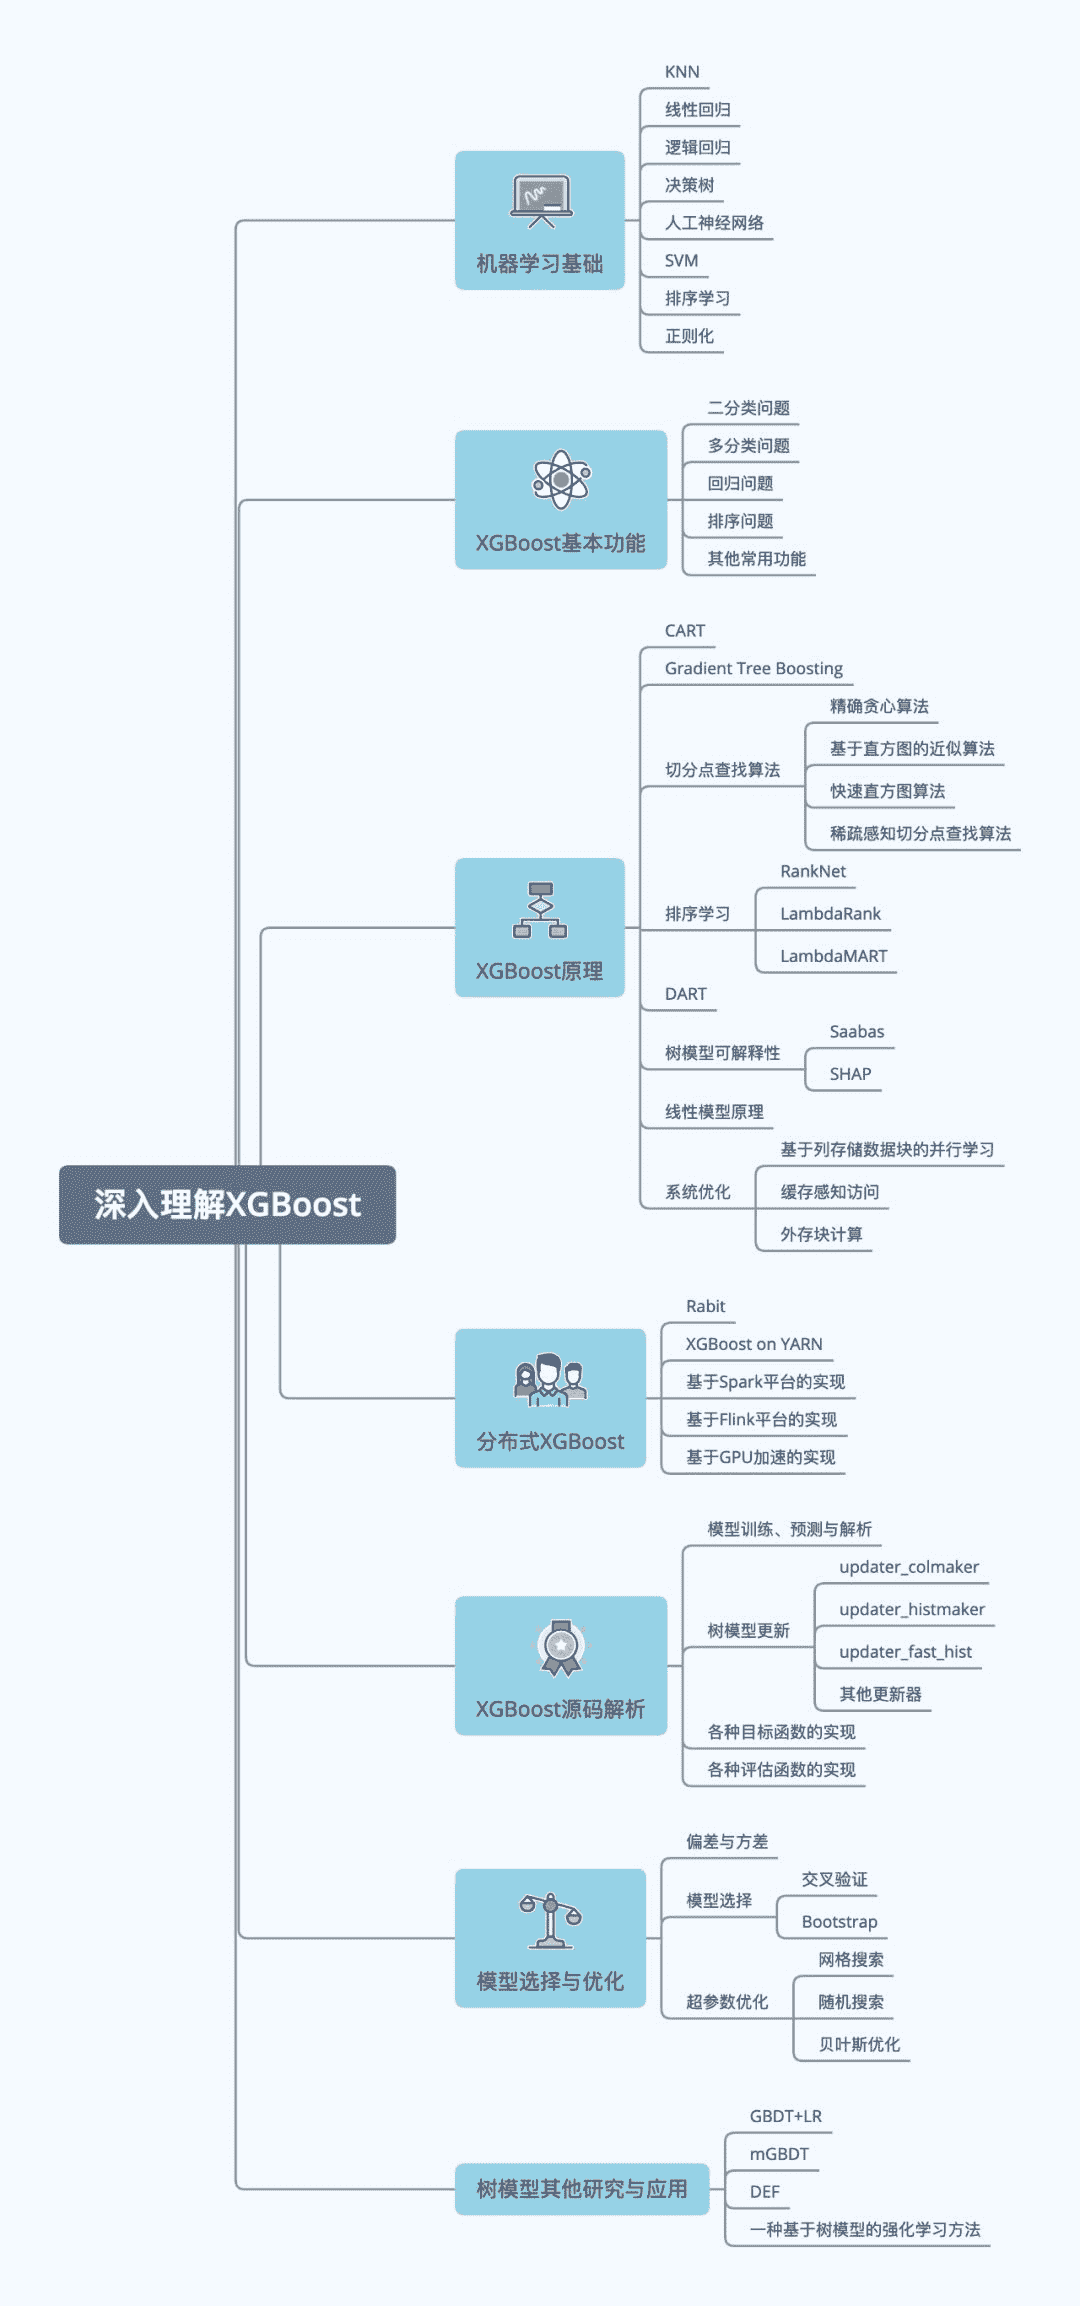 深入理解XGBoost
机器学习基础
KNN
线性回归
逻辑回归
决策树
人工神经网络
SVM
排序学习
正则化
XGBoost基本功能
二分类问题
多分类问题
回归问题
排序问题
其他常用功能
XGBoost原理
CART
Gradient Tree Boosting
切分点查找算法
精确贪心算法
基于直方图的近似算法
快速直方图算法
稀疏感知切分点查找算法
排序学习
RankNet
LambdaRank
LambdaMART
DART
树模型可解释性
Saabas
SHAP
线性模型原理
系统优化
基于列存储数据块的并行学习
缓存感知访问
外存块计算
分布式XGBoost
Rabit
XGBoost on YARN
基于Spark平台的实现
基于Flink平台的实现
基于GPU加速的实现
XGBoost源码解析
模型训练、预测与解析
树模型更新
updater_colmaker
updater_histmaker
updater_fast_hist
其他更新器
各种目标函数的实现
各种评估函数的实现
模型选择与优化
偏差与方差
模型选择
交叉验证
Bootstrap
超参数优化
网格搜索
随机搜索
贝叶斯优化
树模型其他研究与应用
GBDT+LR
mGBDT
DEF
一种基于树模型的强化学习方法